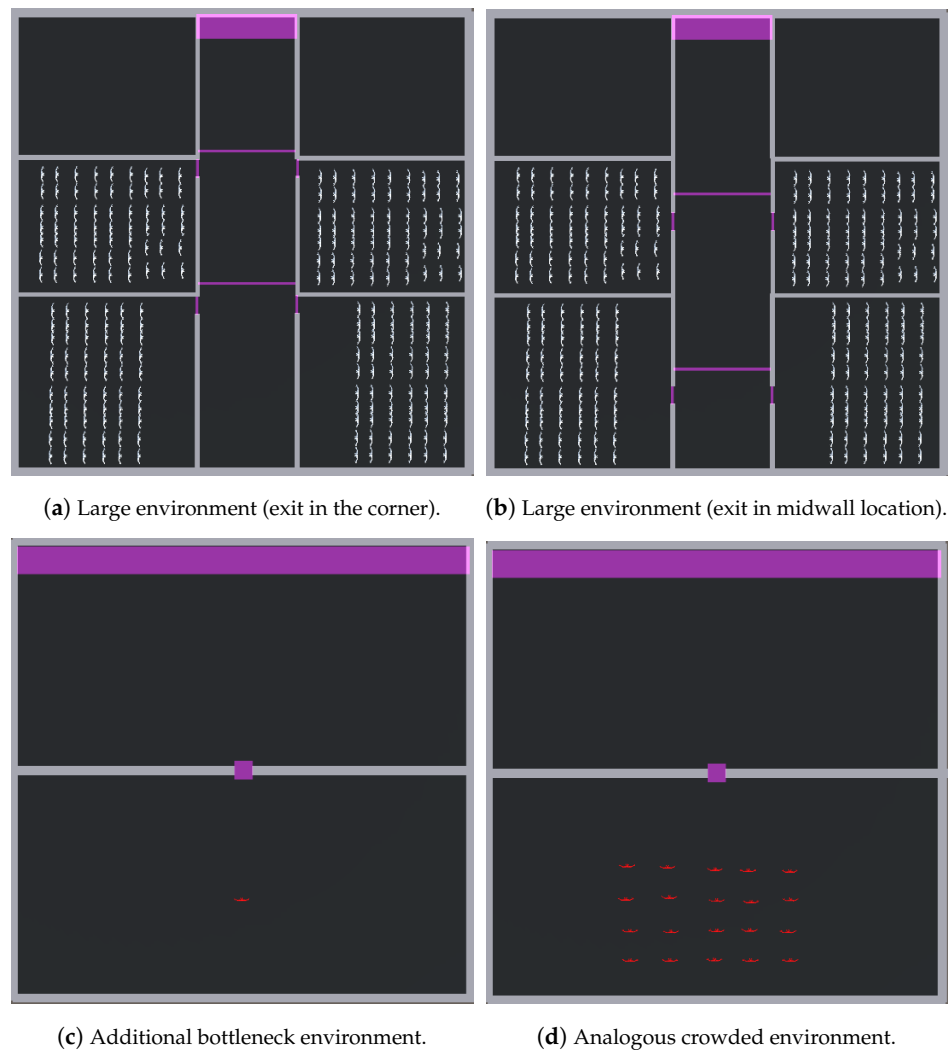 (a) Large environment (exit in the corner).
(b) Large environment (exit in midwall location).
(c) Additional bottleneck environment.
(d) Analogous crowded environment.